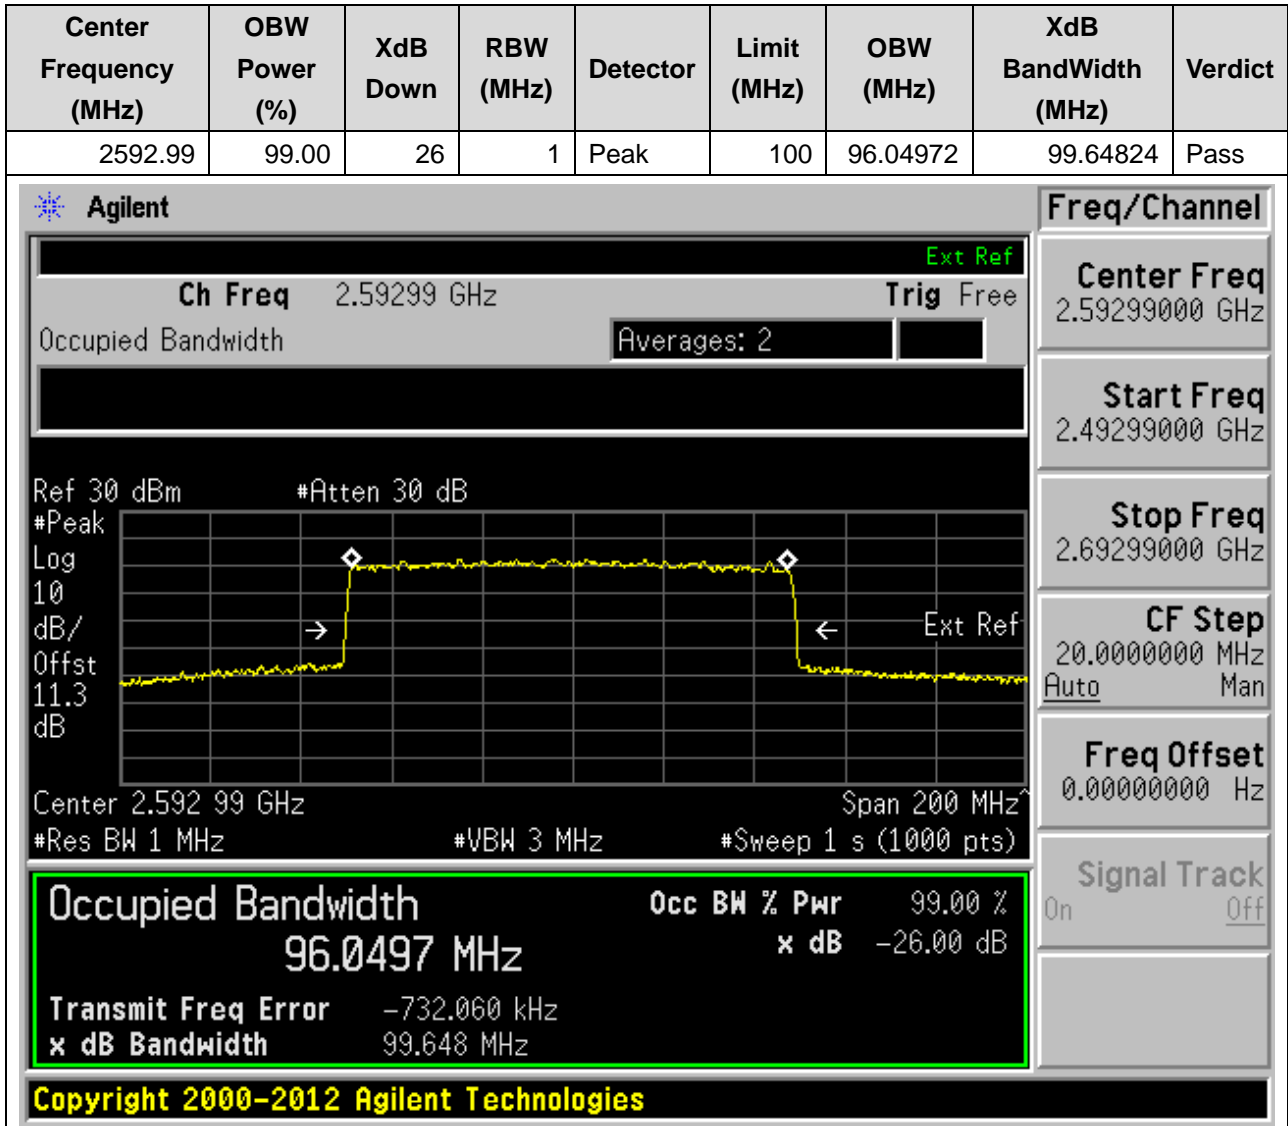 Center Frequency (MHz) OBW Power (%) XdB Down RBW (MHz) Detector Limit (MHz) OBW (MHz) XdB BandWidth (MHz) Verdict
2592.99 99.00 26 1 Peak 100 96.04972 99.64824 Pass
Agilent
Freq/Channel
Ext Ref
Ch Freq 2.59299 GHz Trig Free
Occupied Bandwidth Averages: 2
Center Freq
2.59299000 GHz
Start Freq
2.49299000 GHz
Stop Freq
2.69299000 GHz
CF Step
20.0000000 MHz
Auto Man
Freq Offset
0.00000000 Hz
Signal Track
On Off
Ref 30 dBm #Atten 30 dB
#Peak
Log
10
dB/
Offst
11.3
dB
Ext Ref
Center 2.592 99 GHz Span 200 MHz^
#Res BW 1 MHz #VBW 3 MHz #Sweep 1 s (1000 pts)
Occupied Bandwidth Occ BW % Pwr 99.00 %
96.0497 MHz x dB -26.00 dB
Transmit Freq Error -732.060 kHz
x dB Bandwidth 99.648 MHz
Copyright 2000-2012 Agilent Technologies